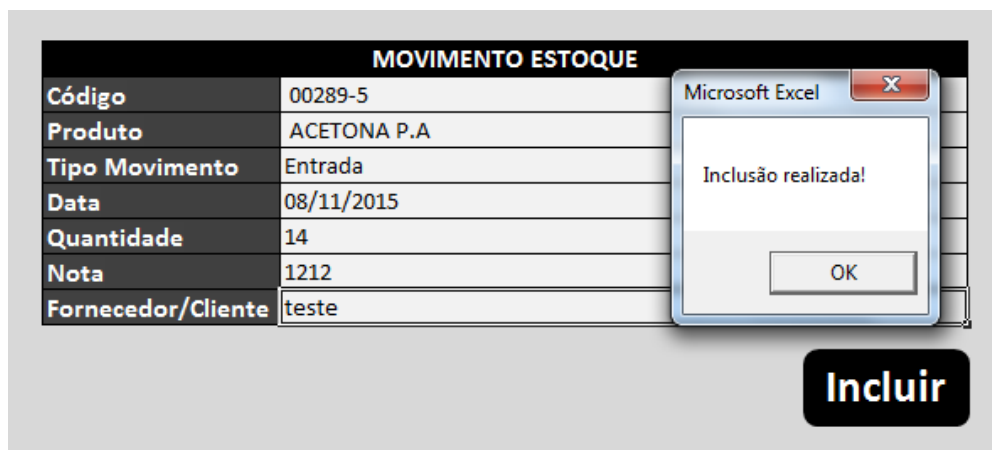 MOVIMENTO ESTOQUE
Código 00289-5
Produto ACETONA P.A
Tipo Movimento Entrada
Data 08/11/2015
Quantidade 14
Nota 1212
Fornecedor/Cliente teste
Microsoft Excel
Inclusão realizada!
OK
Incluir